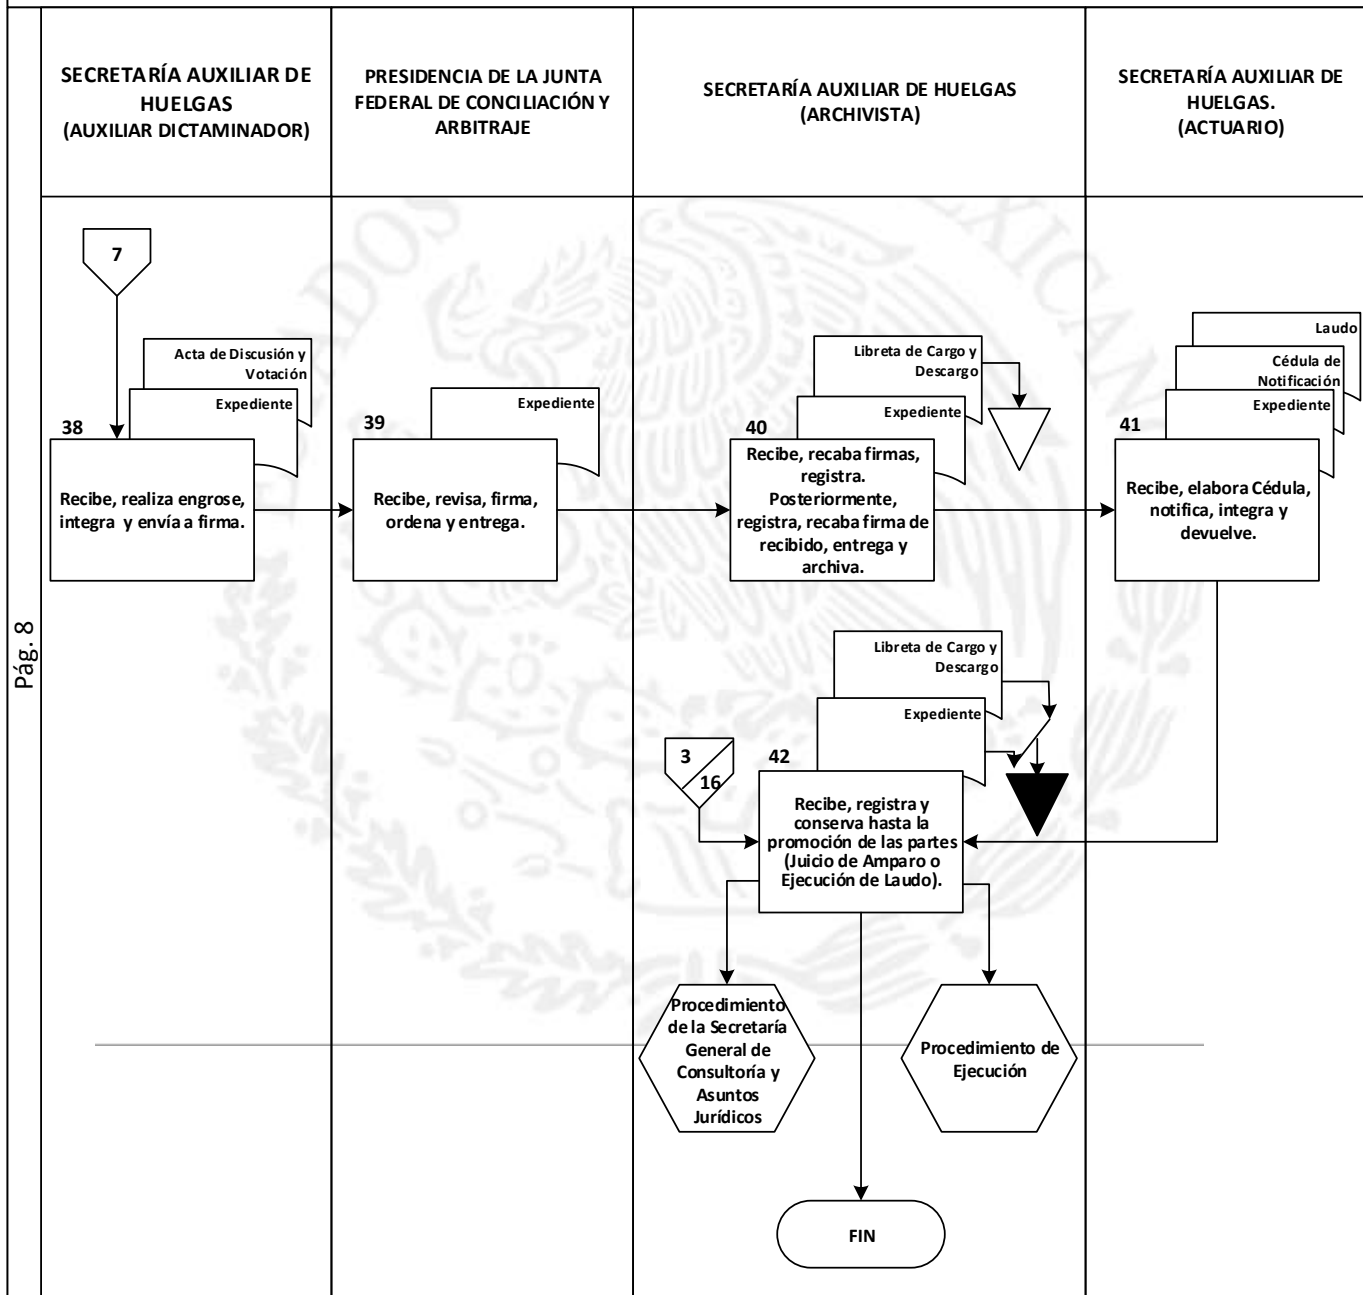 SECRETARÍA AUXILIAR DE
HUELGAS
(AUXILIAR DICTAMINADOR)
PRESIDENCIA DE LA JUNTA
FEDERAL DE CONCILIACIÓN Y
ARBITRAJE
SECRETARÍA AUXILIAR DE HUELGAS
(ARCHIVISTA)
SECRETARÍA AUXILIAR DE
HUELGAS.
(ACTUARIO)
Pág. 8
7
Acta de Discusión y
Votación
Expediente
38
Recibe, realiza engrose,
integra y envía a firma.
Expediente
39
Recibe, revisa, firma,
ordena y entrega.
Libreta de Cargo y
Descargo
Expediente
40
Recibe, recaba firmas,
registra.
Posteriormente,
registra, recaba firma de
recibido, entrega y
archiva.
Laudo
Cédula de
Notificación
Expediente
41
Recibe, elabora Cédula,
notifica, integra y
devuelve.
Libreta de Cargo y
Descargo
Expediente
3
16
42
Recibe, registra y
conserva hasta la
promoción de las partes
(Juicio de Amparo o
Ejecución de Laudo).
Procedimiento
de la Secretaría
General de
Consultoría y
Asuntos
Jurídicos
Procedimiento de
Ejecución
FIN